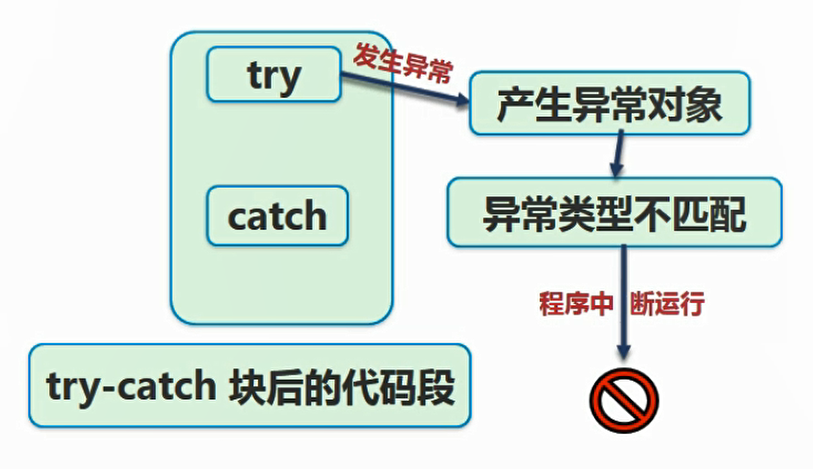 try
发生异常
产生异常对象
catch
异常类型不匹配
程序中断运行
try-catch 块后的代码段